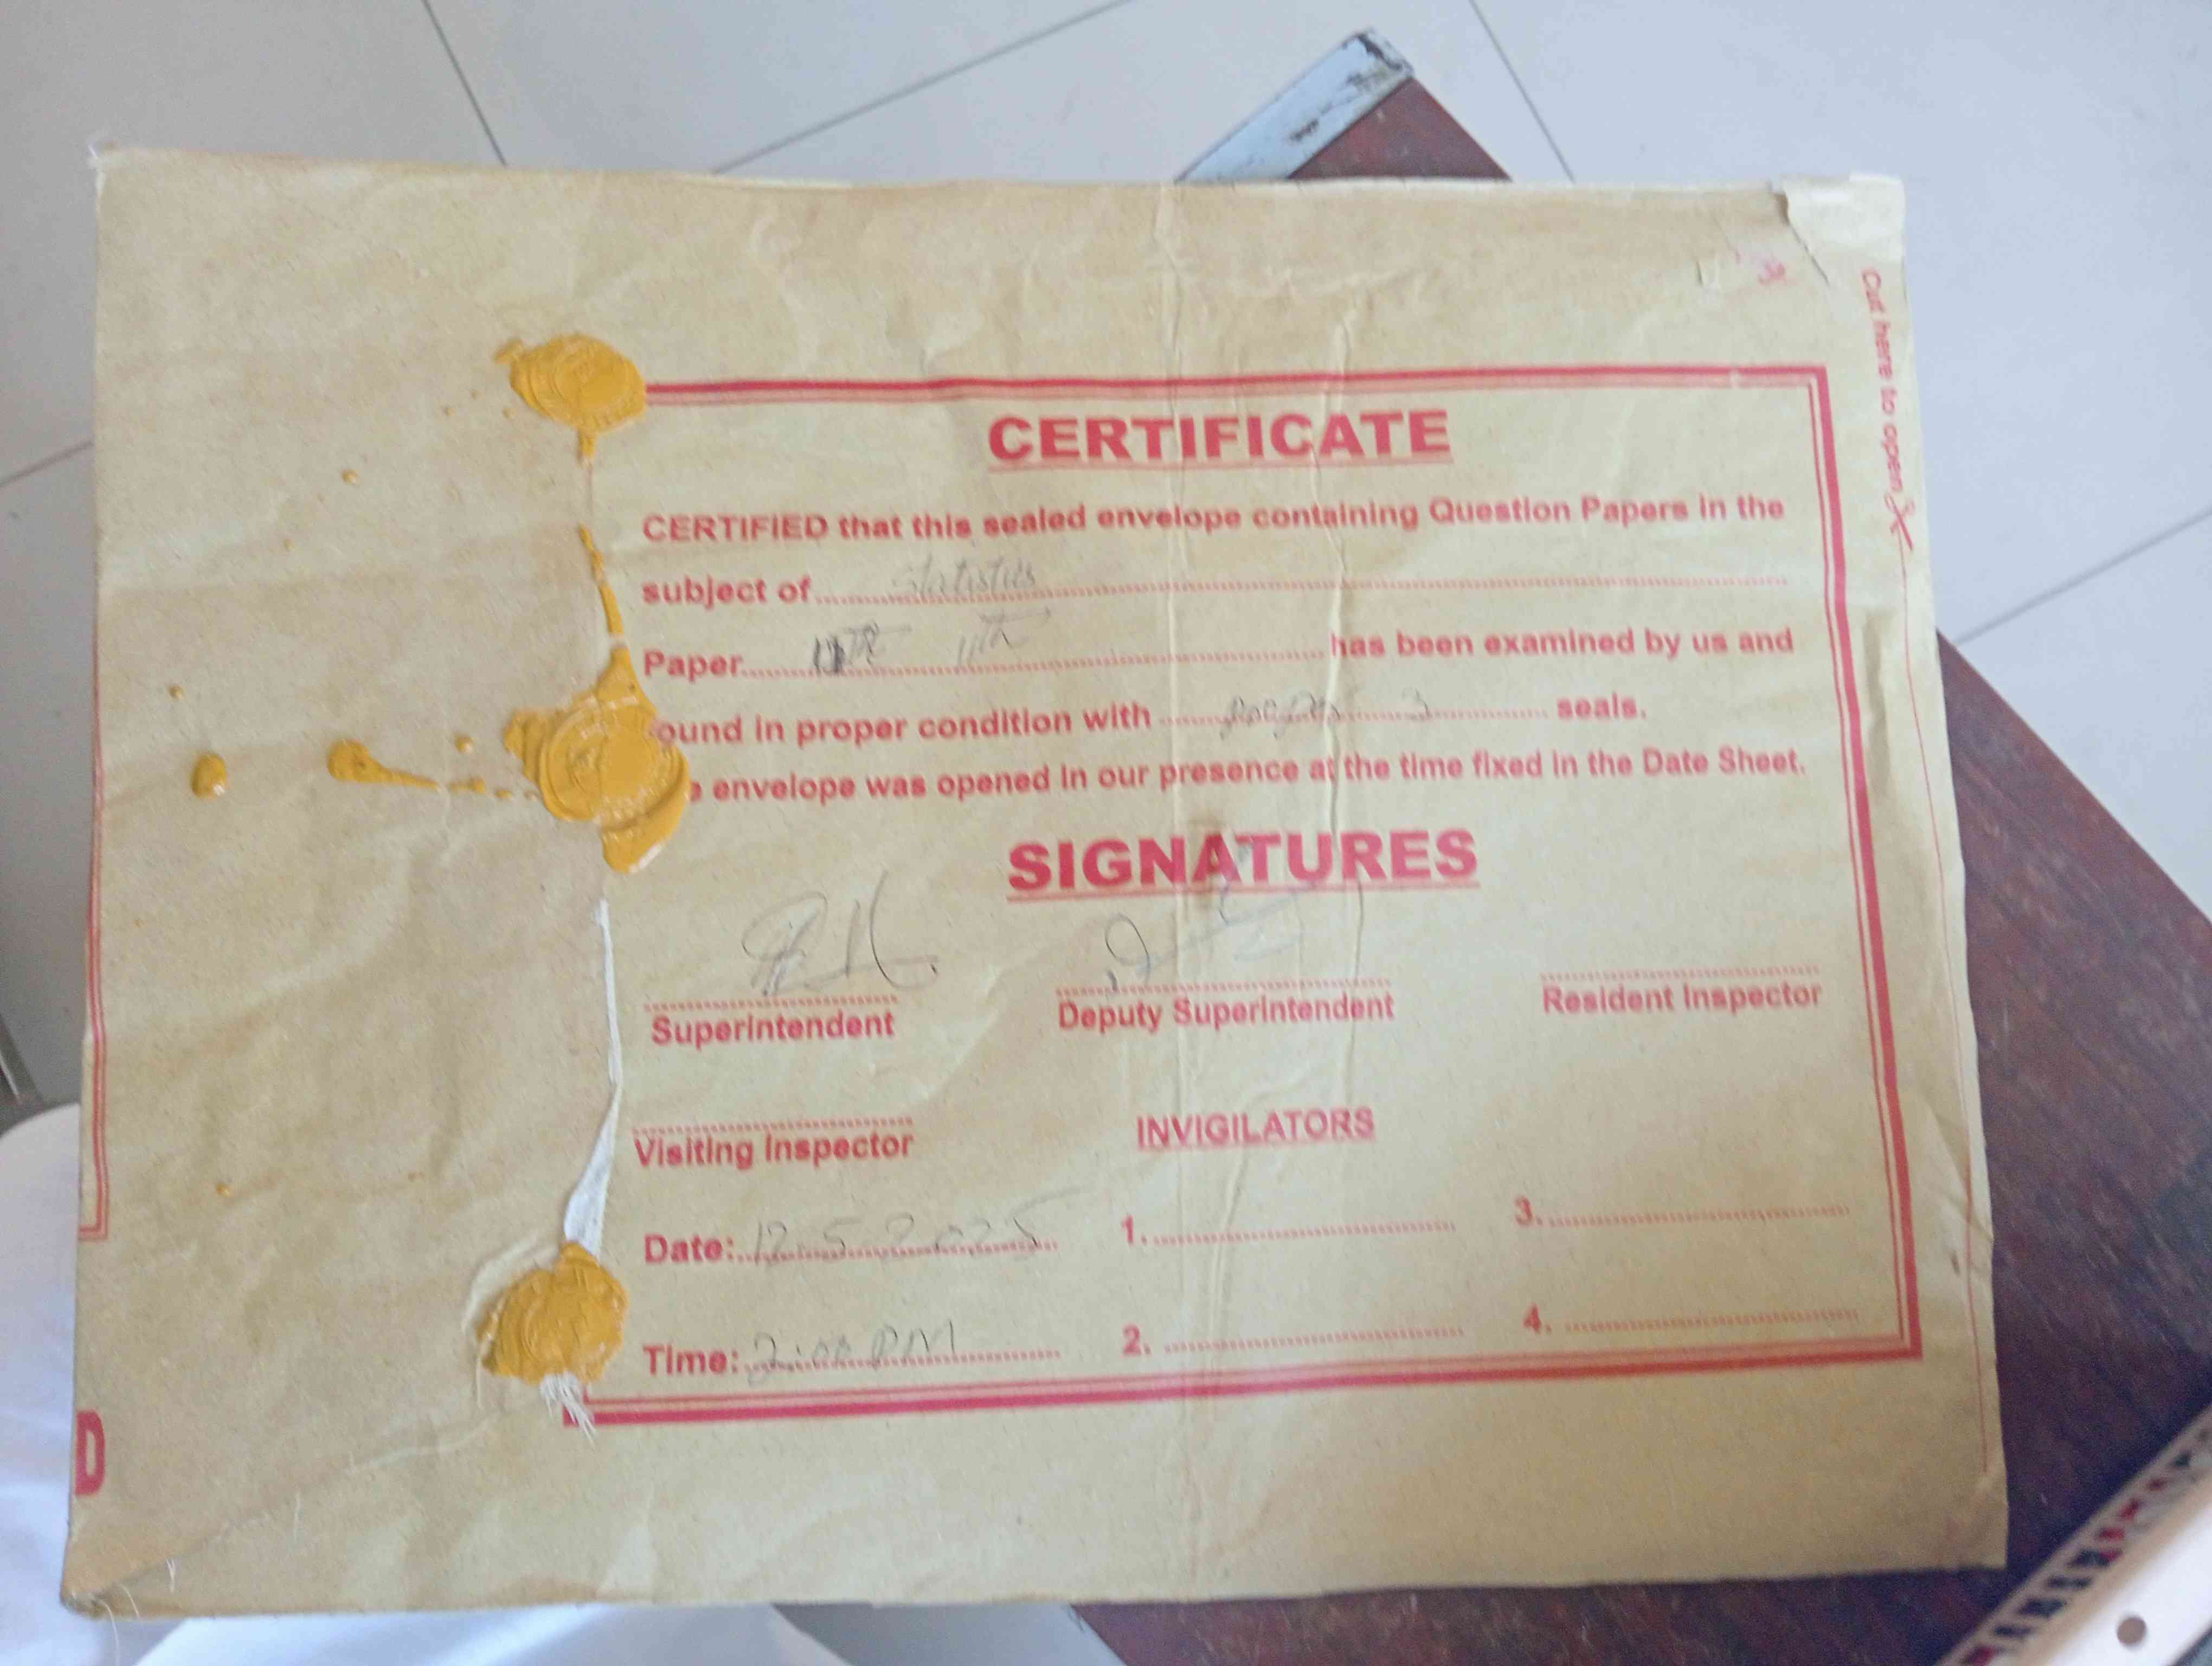 Cut here to open
CERTIFICATE
CERTIFIED that this sealed envelope containing Question Papers in the
subject of Statistics
Paper 11th has been examined by us and
ound in proper condition with 3 seals.
e envelope was opened in our presence at the time fixed in the Date Sheet.
SIGNATURES
Superintendent Deputy Superintendent Resident Inspector
Visiting Inspector INVIGILATORS
Date: 12.5.2025 1. 3.
Time: 2:00 PM 2. 4.
D